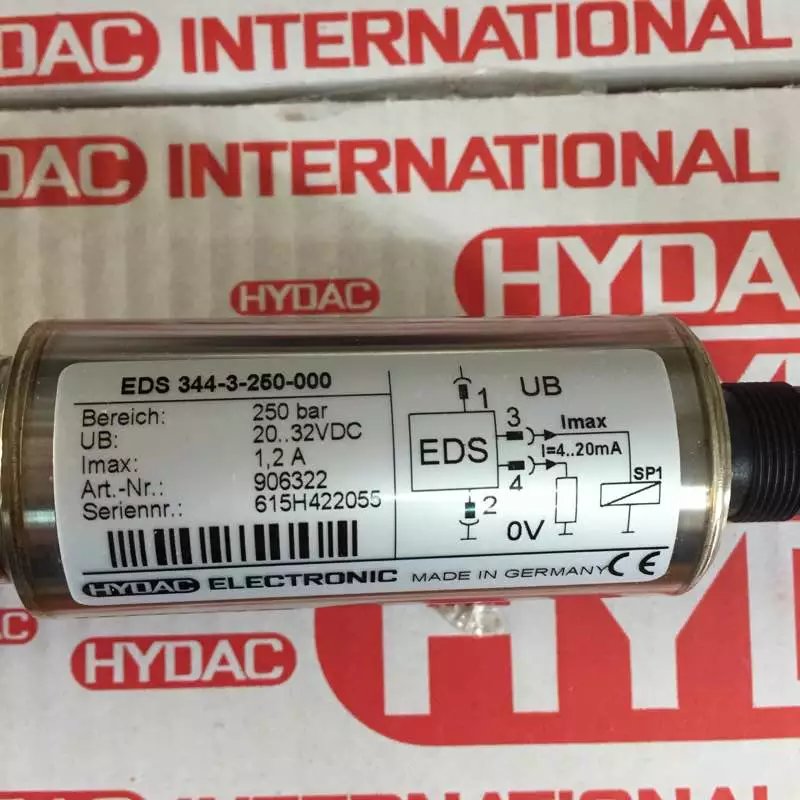 HYDAC INTERNATIONAL
HYDAC INTERNATIONAL
HYDAC
HYDAC
EDS 344-3-250-000
Bereich: 250 bar
UB: 20..32VDC
Imax: 1,2 A
Art.-Nr.: 906322
Seriennr.: 615H422055
HYDAC ELECTRONIC MADE IN GERMANY CE
1 UB
3 Imax
EDS I=4..20mA
4 SP1
2 0V
HYDAC